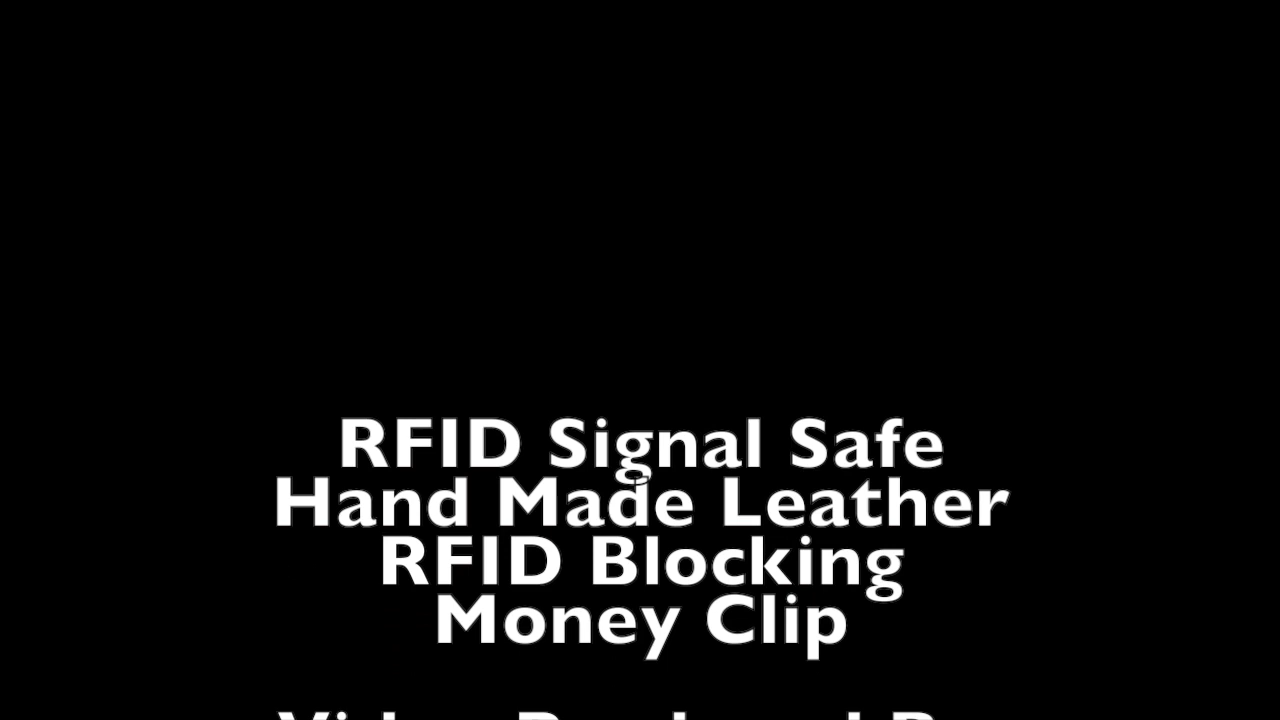 RFID Signal Safe
Hand Made Leather
RFID Blocking
Money Clip